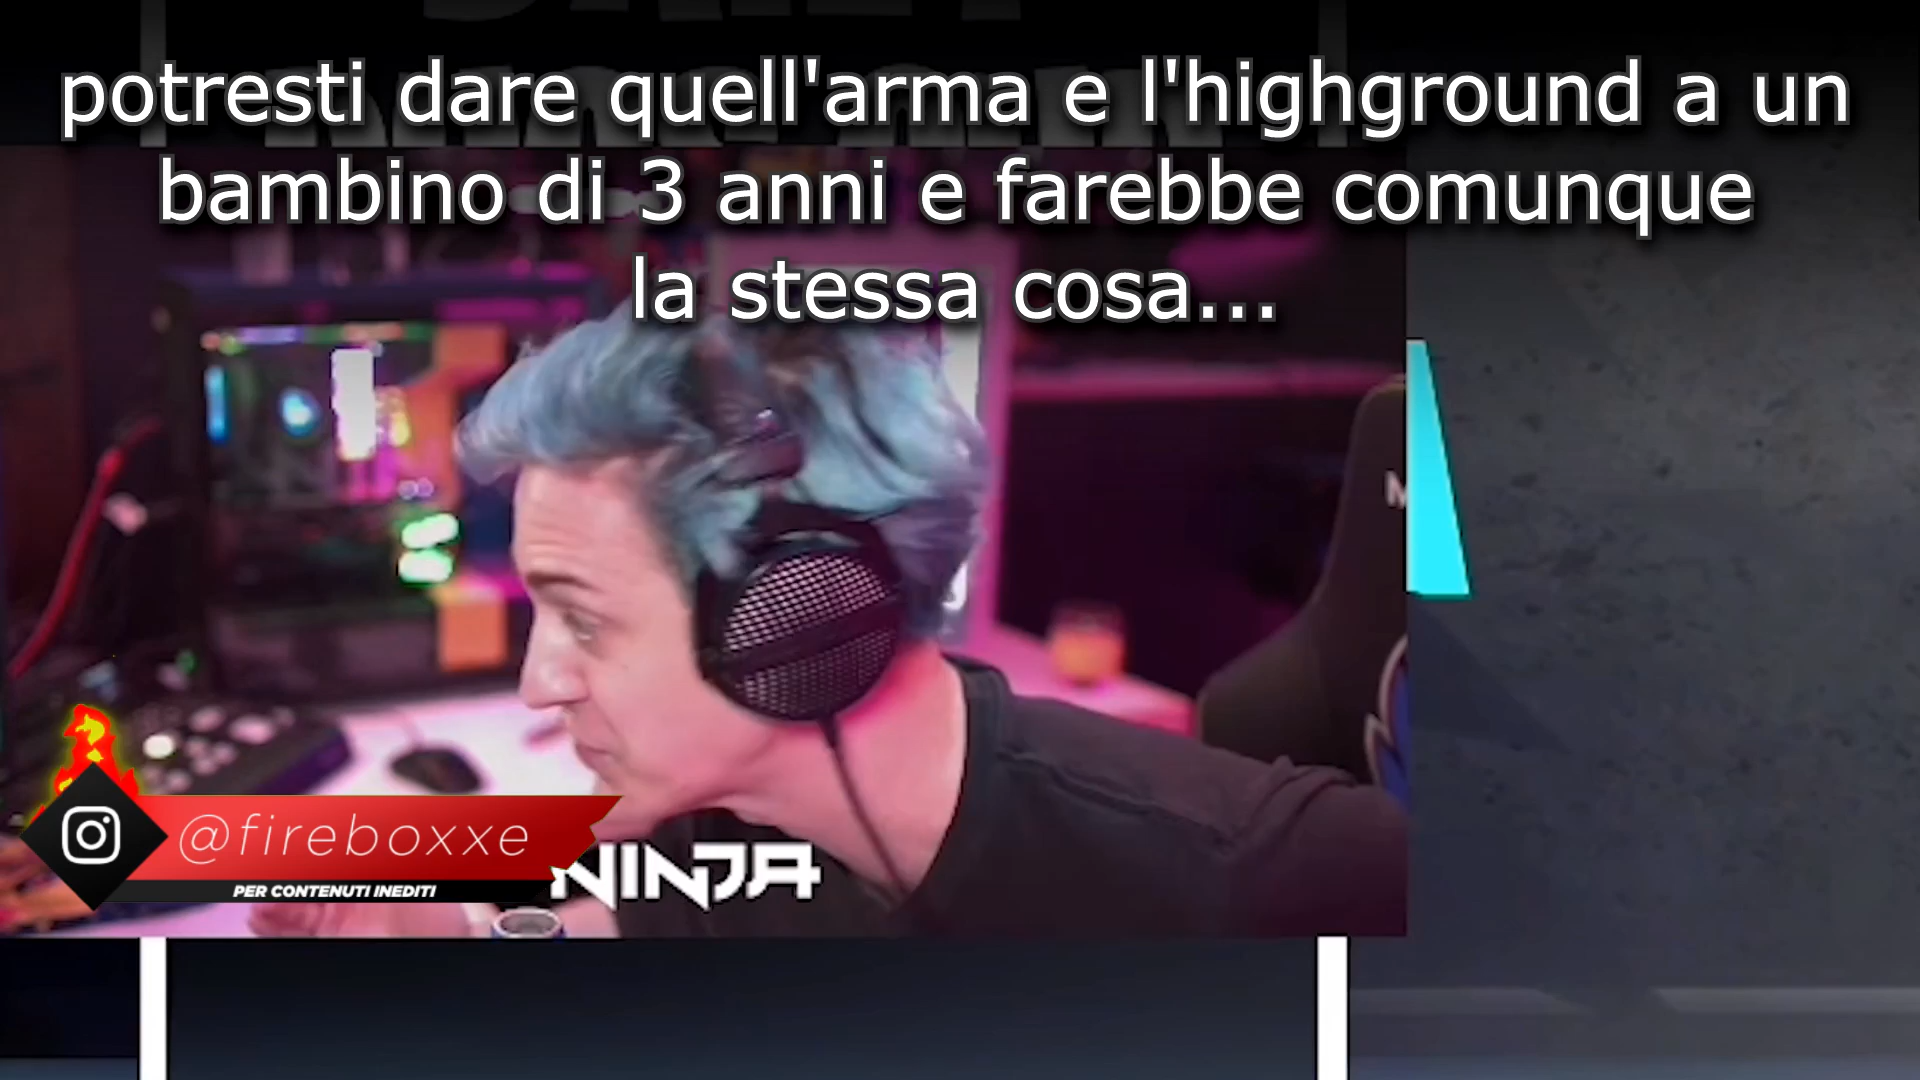 potresti dare quell'arma e l'highground a un
bambino di 3 anni e farebbe comunque
la stessa cosa...
@fireboxxe
PER CONTENUTI INEDITI
NINJA